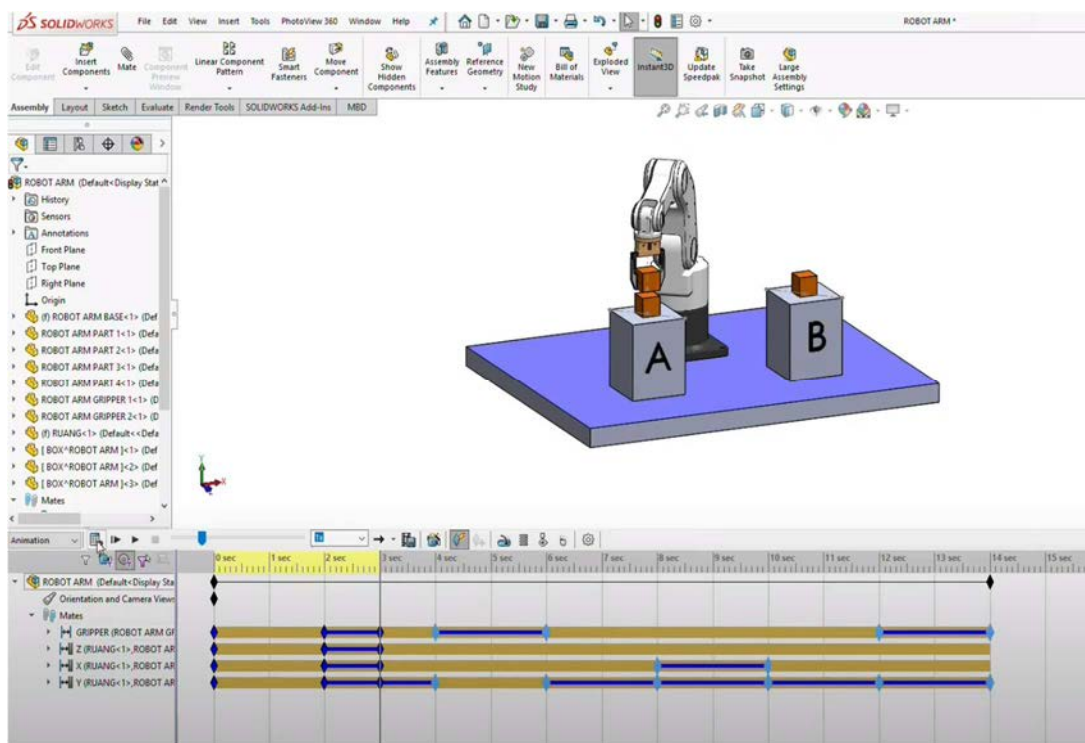 SOLIDWORKS File Edit View Insert Tools PhotoView 360 Window Help ROBOT ARM *
Edit Component
Insert Components
Mate
Component Preview Window
Linear Component Pattern
Smart Fasteners
Move Component
Show Hidden Components
Assembly Features
Reference Geometry
New Motion Study
Bill of Materials
Exploded View
Instant3D
Update Speedpak
Take Snapshot
Large Assembly Settings
Assembly Layout Sketch Evaluate Render Tools SOLIDWORKS Add-Ins MBD
ROBOT ARM (Default<Display Stat
History
Sensors
Annotations
Front Plane
Top Plane
Right Plane
Origin
(f) ROBOT ARM BASE<1> (Def
ROBOT ARM PART 1<1> (Defa
ROBOT ARM PART 2<1> (Defa
ROBOT ARM PART 3<1> (Defa
ROBOT ARM PART 4<1> (Defa
ROBOT ARM GRIPPER 1<1> (D
ROBOT ARM GRIPPER 2<1> (D
(f) RUANG<1> (Default<<Defa
[ BOX^ROBOT ARM ]<1> (Def
[ BOX^ROBOT ARM ]<2> (Def
[ BOX^ROBOT ARM ]<3> (Def
Mates
A
B
Y
X
Animation
1x
0 sec 1 sec 2 sec 3 sec 4 sec 5 sec 6 sec 7 sec 8 sec 9 sec 10 sec 11 sec 12 sec 13 sec 14 sec 15 sec
ROBOT ARM (Default<Display Sta
Orientation and Camera Views
Mates
GRIPPER (ROBOT ARM GF
Z (RUANG<1>,ROBOT AR
X (RUANG<1>,ROBOT AR
Y (RUANG<1>,ROBOT AR